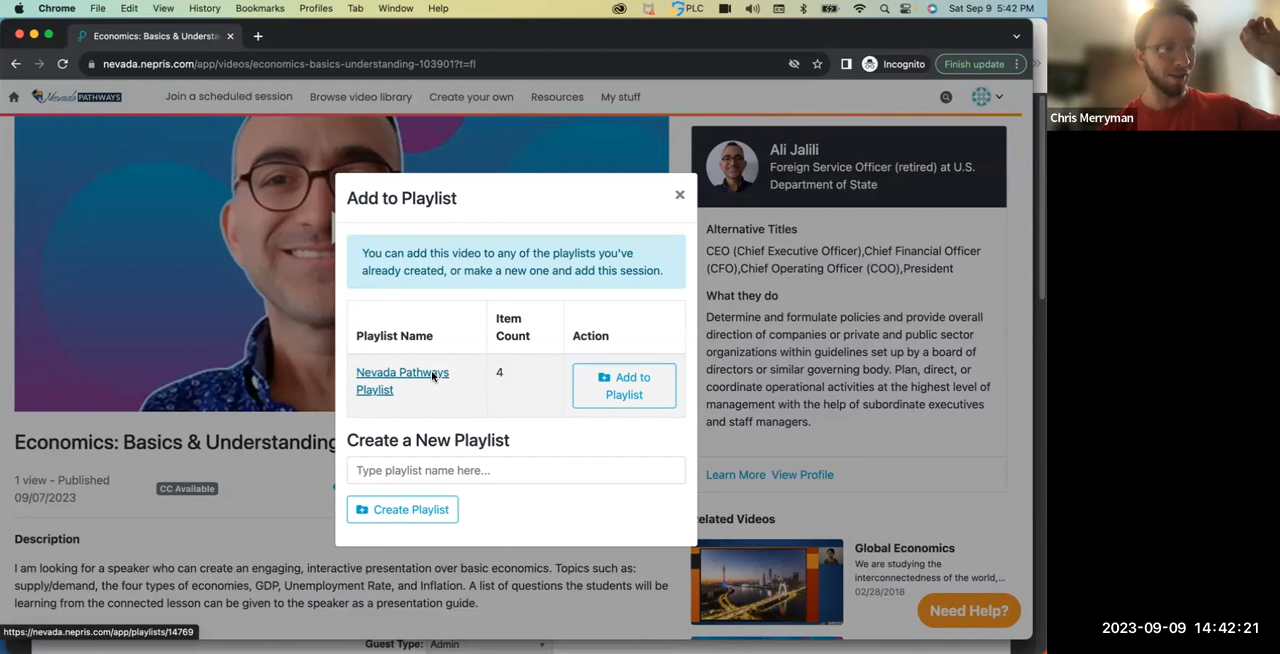 Chrome File Edit View History Bookmarks Profiles Tab Window Help PLC Sat Sep 9 5:42 PM
Economics: Basics & Understa
nevada.nepris.com/app/videos/economics-basics-understanding-103901?t=fl Incognito Finish update
Nevada PATHWAYS Join a scheduled session Browse video library Create your own Resources My stuff
Chris Merryman
Ali Jalili
Foreign Service Officer (retired) at U.S.
Department of State
Alternative Titles
CEO (Chief Executive Officer),Chief Financial Officer
(CFO),Chief Operating Officer (COO),President
What they do
Determine and formulate policies and provide overall
direction of companies or private and public sector
organizations within guidelines set up by a board of
directors or similar governing body. Plan, direct, or
coordinate operational activities at the highest level of
management with the help of subordinate executives
and staff managers.
Learn More View Profile
Add to Playlist
You can add this video to any of the playlists you've
already created, or make a new one and add this session.
Playlist Name Item Count Action
Nevada Pathways Playlist 4 Add to Playlist
Create a New Playlist
Type playlist name here...
Create Playlist
Economics: Basics & Understanding
1 view - Published
09/07/2023
CC Available
Description
I am looking for a speaker who can create an engaging, interactive presentation over basic economics. Topics such as:
supply/demand, the four types of economies, GDP, Unemployment Rate, and Inflation. A list of questions the students will be
learning from the connected lesson can be given to the speaker as a presentation guide.
elated Videos
Global Economics
We are studying the
interconnectedness of the world,...
02/28/2018
Need Help?
https://nevada.nepris.com/app/playlists/14769
Guest Type: Admin
2023-09-09 14:42:21